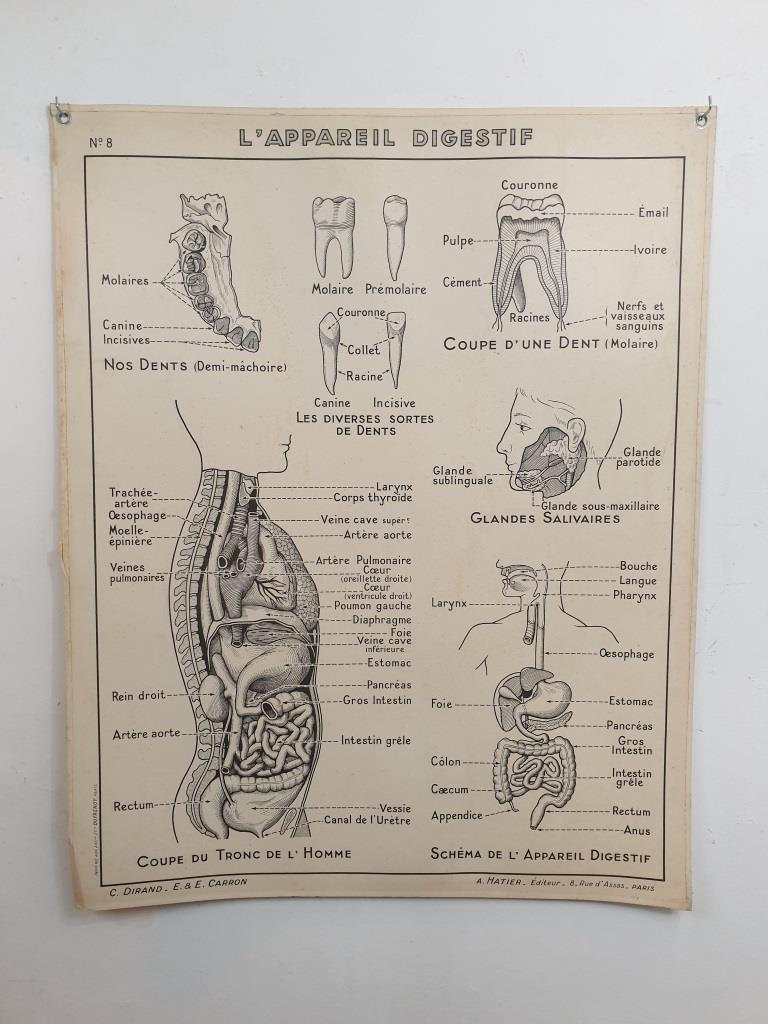 Nº 8
L'APPAREIL DIGESTIF
Molaires
Canine
Incisives
NOS DENTS (Demi-mâchoire)
Molaire Prémolaire
Couronne
Collet
Racine
Canine Incisive
LES DIVERSES SORTES
DE DENTS
Couronne
Émail
Pulpe
Ivoire
Cément
Racines
Nerfs et
vaisseaux
sanguins
COUPE D'UNE DENT (Molaire)
Glande
parotide
Glande
sublinguale
Glande sous-maxillaire
GLANDES SALIVAIRES
Trachée-
artère
Œsophage
Moelle-
épinière
Veines
pulmonaires
Rein droit
Artère aorte
Rectum
Larynx
Corps thyroïde
Veine cave supérᵉ
Artère aorte
Artère Pulmonaire
Cœur
(oreillette droite)
Cœur
(ventricule droit)
Poumon gauche
Diaphragme
Foie
Veine cave
inférieure
Estomac
Pancréas
Gros Intestin
Intestin grêle
Vessie
Canal de l'Urètre
COUPE DU TRONC DE L'HOMME
Bouche
Langue
Pharynx
Larynx
Œsophage
Foie
Estomac
Pancréas
Gros
Intestin
Côlon
Intestin
grêle
Cæcum
Appendice
Rectum
Anus
SCHÉMA DE L'APPAREIL DIGESTIF
C. DIRAND _ E. & E. CARRON
A. HATIER _ Éditeur _ 8, Rue d'Assas _ PARIS